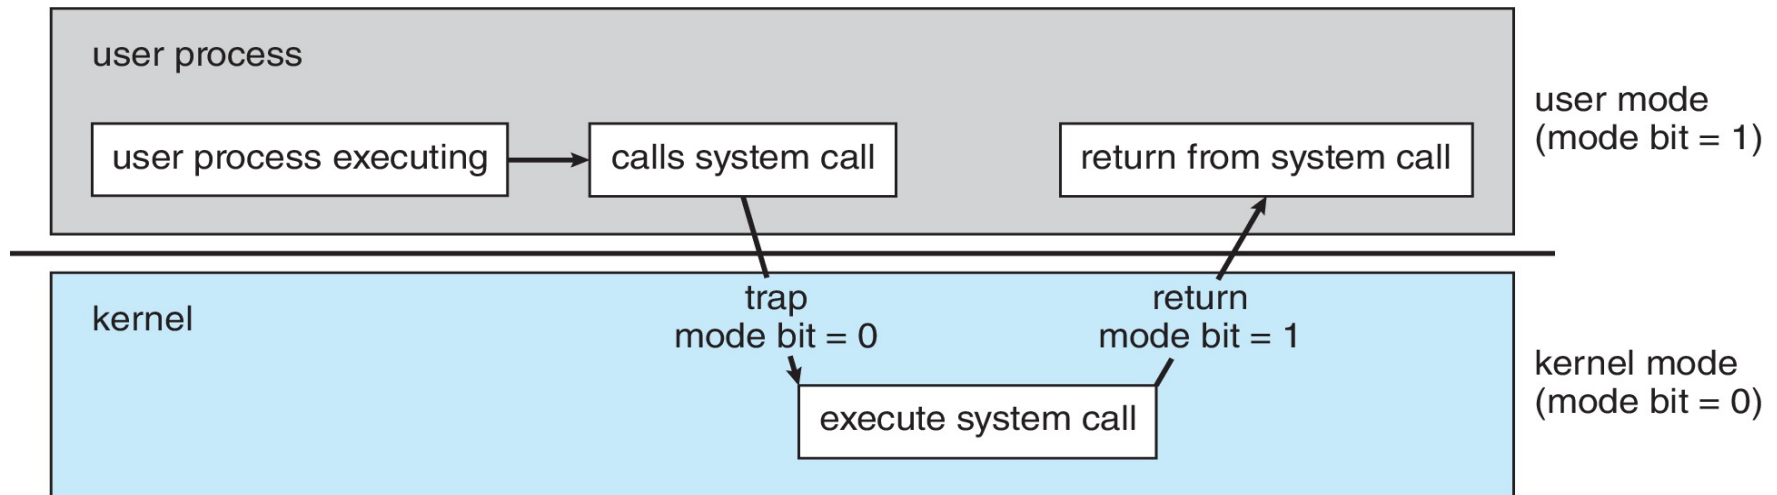 user process
user process executing
calls system call
return from system call
user mode
(mode bit = 1)
kernel
trap
mode bit = 0
return
mode bit = 1
execute system call
kernel mode
(mode bit = 0)